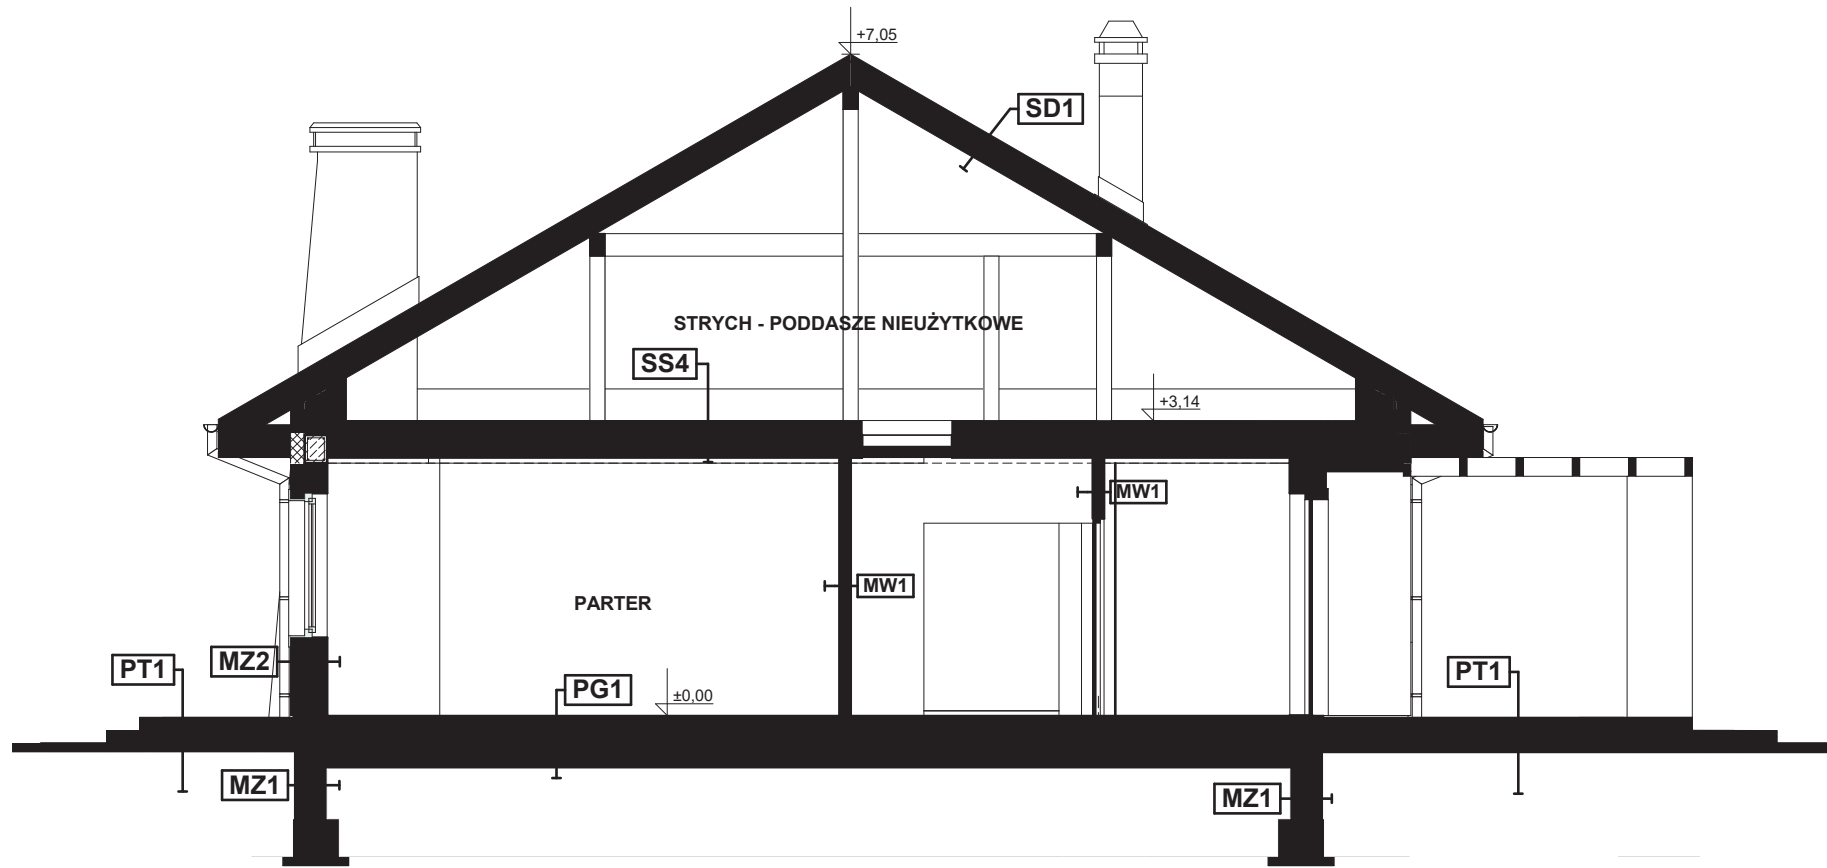 +7,05
SD1
STRYCH - PODDASZE NIEUŻYTKOWE
SS4
+3,14
MW1
MW1
PARTER
MZ2
PT1
PG1
±0,00
PT1
MZ1
MZ1